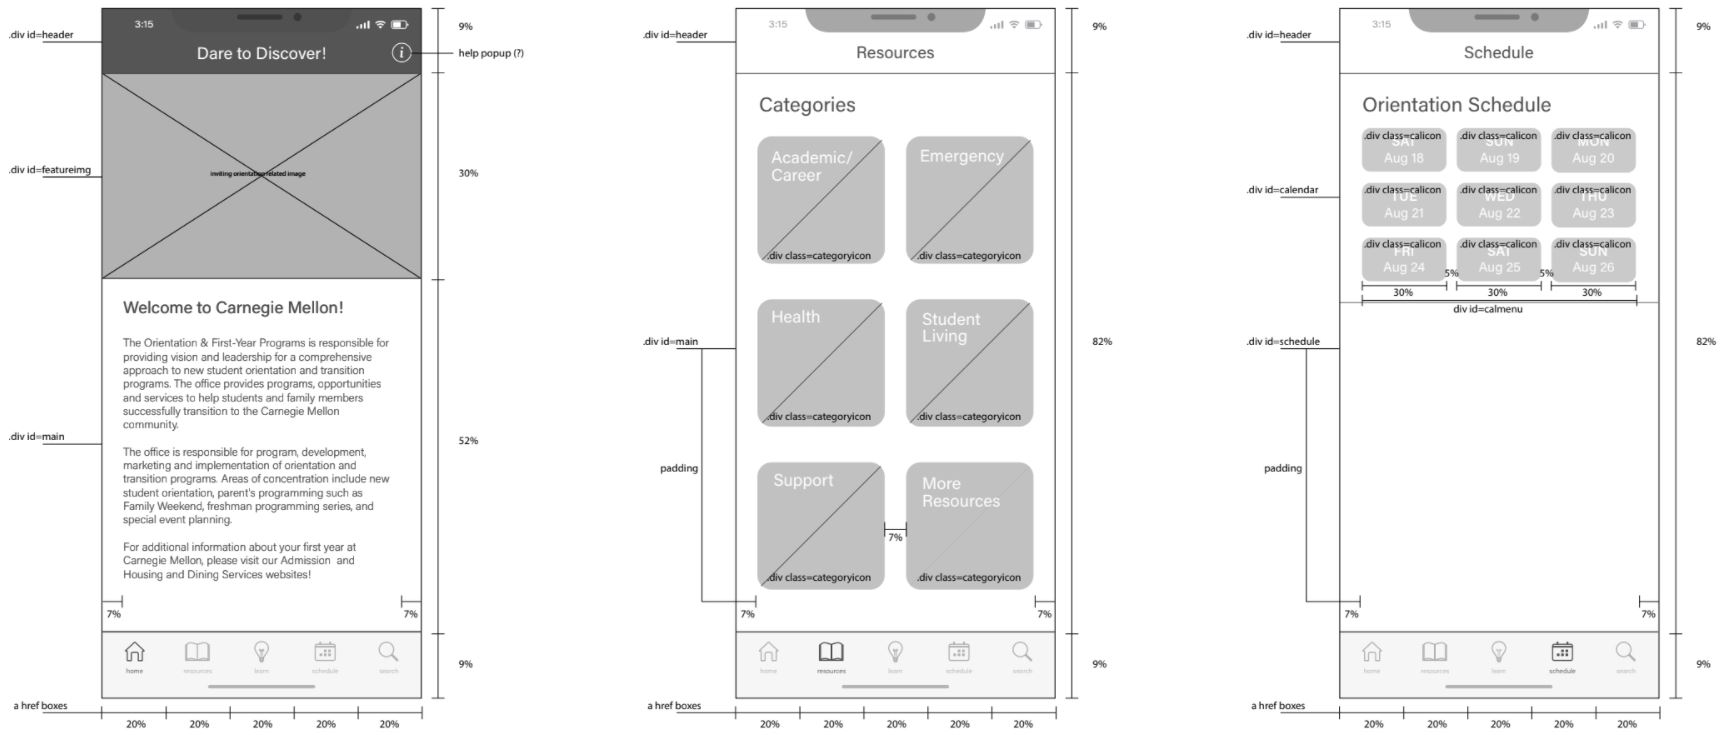 3:15
.div id=header
9%
Dare to Discover!
i
help popup (?)
.div id=featureimg
inviting orientation related image
30%
Welcome to Carnegie Mellon!
The Orientation & First-Year Programs is responsible for
providing vision and leadership for a comprehensive
approach to new student orientation and transition
programs. The office provides programs, opportunities
and services to help students and family members
successfully transition to the Carnegie Mellon
community.
.div id=main
52%
The office is responsible for program, development,
marketing and implementation of orientation and
transition programs. Areas of concentration include new
student orientation, parent's programming such as
Family Weekend, freshman programming series, and
special event planning.
For additional information about your first year at
Carnegie Mellon, please visit our Admission and
Housing and Dining Services websites!
7% 7%
home resources learn schedule search
9%
a href boxes
20% 20% 20% 20% 20%
3:15
.div id=header
9%
Resources
Categories
Academic/
Career
.div class=categoryicon
Emergency
.div class=categoryicon
Health
.div class=categoryicon
Student
Living
.div class=categoryicon
.div id=main
82%
padding
Support
.div class=categoryicon
More
Resources
.div class=categoryicon
7%
7% 7%
home resources learn schedule search
9%
a href boxes
20% 20% 20% 20% 20%
3:15
.div id=header
9%
Schedule
Orientation Schedule
.div class=calicon .div class=calicon .div class=calicon
SAT SUN MON
Aug 18 Aug 19 Aug 20
.div id=calendar
.div class=calicon .div class=calicon .div class=calicon
TUE WED THU
Aug 21 Aug 22 Aug 23
.div class=calicon .div class=calicon .div class=calicon
FRI SAT SUN
Aug 24 Aug 25 Aug 26
5% 5%
30% 30% 30%
div id=calmenu
.div id=schedule
82%
padding
7% 7%
home resources learn schedule search
9%
a href boxes
20% 20% 20% 20% 20%